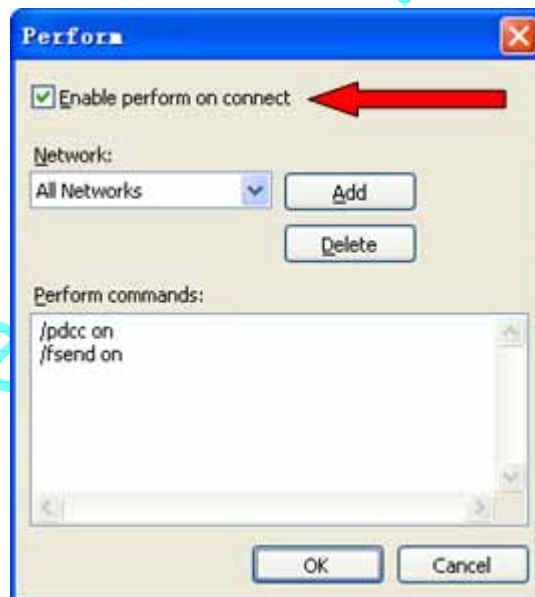 Perform
Enable perform on connect
Network:
All Networks
Add
Delete
Perform commands:
/pdcc on
/fsend on
OK
Cancel